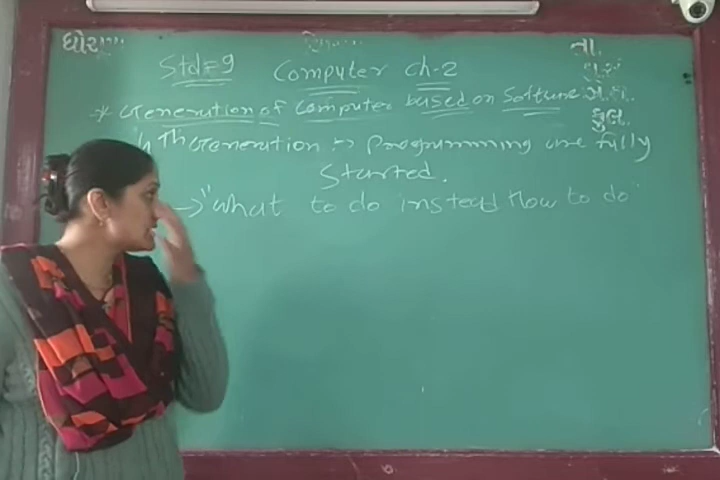 ધોરણ
તા.
Std=9 Computer ch-2
હાજર
* Generation of Computer based on Software
ગે.હા.
કુલ.
4th Generation :- Programming are fully
Started.
→ "What to do instead How to do"